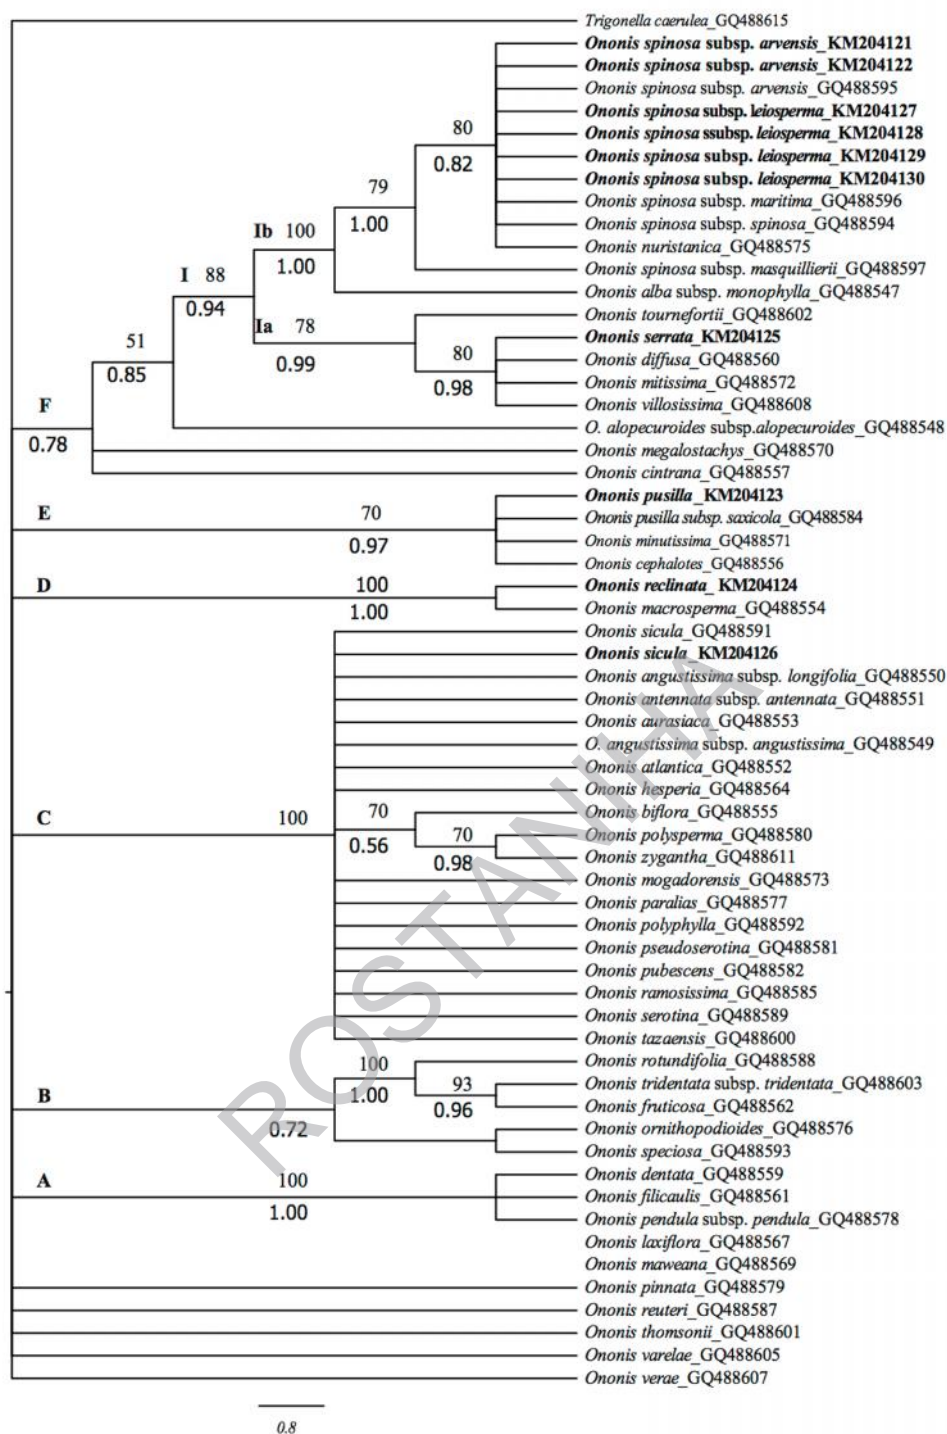 Trigonella caerulea_GQ488615
Ononis spinosa subsp. arvensis_KM204121
Ononis spinosa subsp. arvensis_KM204122
Ononis spinosa subsp. arvensis_GQ488595
Ononis spinosa subsp. leiosperma_KM204127
80
Ononis spinosa ssubsp. leiosperma_KM204128
0.82
Ononis spinosa subsp. leiosperma_KM204129
Ononis spinosa subsp. leiosperma_KM204130
79
Ononis spinosa subsp. maritima_GQ488596
1.00
Ononis spinosa subsp. spinosa_GQ488594
Ib 100
Ononis nuristanica_GQ488575
1.00
Ononis spinosa subsp. masquillierii_GQ488597
I 88
Ononis alba subsp. monophylla_GQ488547
0.94
Ononis tournefortii_GQ488602
Ia 78
Ononis serrata_KM204125
51
80
Ononis diffusa_GQ488560
0.99
0.85
Ononis mitissima_GQ488572
0.98
Ononis villosissima_GQ488608
F
O. alopecuroides subsp.alopecuroides_GQ488548
0.78
Ononis megalostachys_GQ488570
Ononis cintrana_GQ488557
Ononis pusilla_KM204123
E 70
Ononis pusilla subsp. saxicola_GQ488584
0.97
Ononis minutissima_GQ488571
Ononis cephalotes_GQ488556
D 100
Ononis reclinata_ KM204124
1.00
Ononis macrosperma_GQ488554
Ononis sicula_GQ488591
Ononis sicula_KM204126
Ononis angustissima subsp. longifolia_GQ488550
Ononis antennata subsp. antennata_GQ488551
Ononis aurasiaca_GQ488553
O. angustissima subsp. angustissima_GQ488549
Ononis atlantica_GQ488552
Ononis hesperia_GQ488564
70
Ononis biflora_GQ488555
C 100
0.56
70
Ononis polysperma_GQ488580
0.98
Ononis zygantha_GQ488611
Ononis mogadorensis_GQ488573
Ononis paralias_GQ488577
Ononis polyphylla_GQ488592
Ononis pseudoserotina_GQ488581
Ononis pubescens_GQ488582
Ononis ramosissima_GQ488585
Ononis serotina_GQ488589
Ononis tazaensis_GQ488600
100
Ononis rotundifolia_GQ488588
B
1.00
93
Ononis tridentata subsp. tridentata_GQ488603
0.96
Ononis fruticosa_GQ488562
0.72
Ononis ornithopodioides_GQ488576
Ononis speciosa_GQ488593
A 100
Ononis dentata_GQ488559
1.00
Ononis filicaulis_GQ488561
Ononis pendula subsp. pendula_GQ488578
Ononis laxiflora_GQ488567
Ononis maweana_GQ488569
Ononis pinnata_GQ488579
Ononis reuteri_GQ488587
Ononis thomsonii_GQ488601
Ononis varelae_GQ488605
Ononis verae_GQ488607
0.8
ROSTANIHA